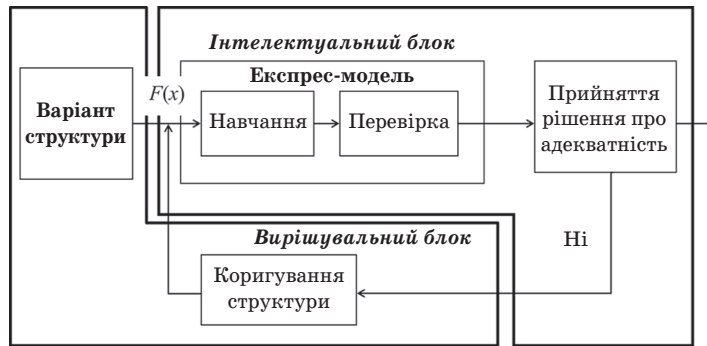 Інтелектуальний блок
Експрес-модель
F(x)
Варіант
структури
Навчання
Перевірка
Прийняття
рішення про
адекватність
Вирішувальний блок
Ні
Коригування
структури